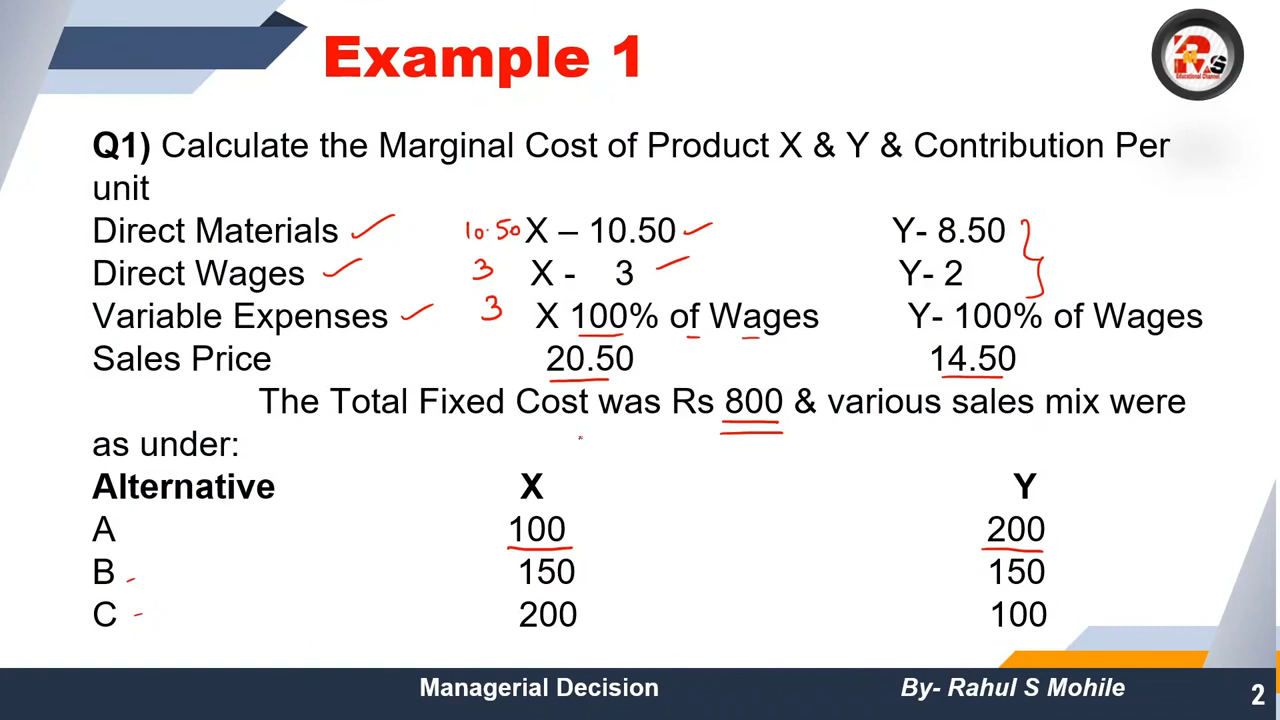 Example 1
Q1) Calculate the Marginal Cost of Product X & Y & Contribution Per
unit
Direct Materials 10.50 X – 10.50 Y- 8.50
Direct Wages 3 X - 3 Y- 2
Variable Expenses 3 X 100% of Wages Y- 100% of Wages
Sales Price 20.50 14.50
The Total Fixed Cost was Rs 800 & various sales mix were
as under:
Alternative X Y
A 100 200
B 150 150
C 200 100
Managerial Decision By- Rahul S Mohile 2